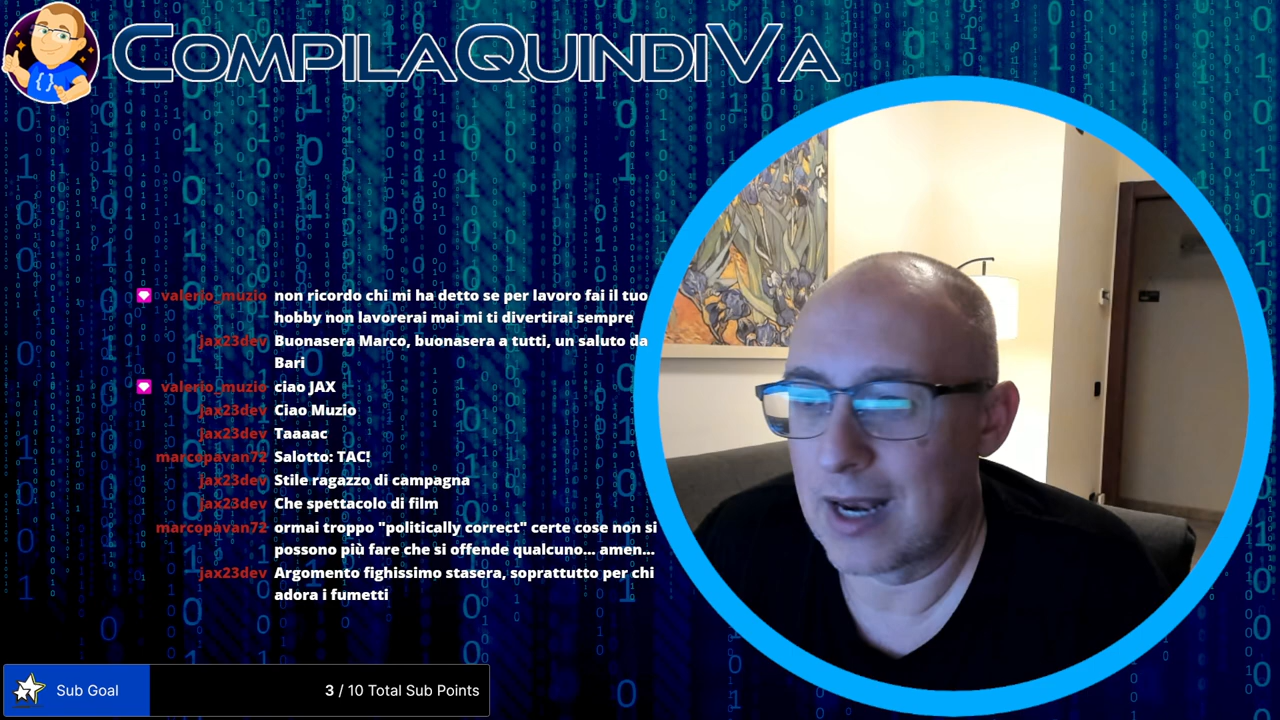 CompilaQuindiVa
{ }
valerio_muzio non ricordo chi mi ha detto se per lavoro fai il tuo
hobby non lavorerai mai mi ti divertirai sempre
jax23dev Buonasera Marco, buonasera a tutti, un saluto da
Bari
valerio_muzio ciao JAX
jax23dev Ciao Muzio
jax23dev Taaaac
marcopavan72 Salotto: TAC!
jax23dev Stile ragazzo di campagna
jax23dev Che spettacolo di film
marcopavan72 ormai troppo "politically correct" certe cose non si
possono più fare che si offende qualcuno... amen...
jax23dev Argomento fighissimo stasera, soprattutto per chi
adora i fumetti
Sub Goal 3 / 10 Total Sub Points